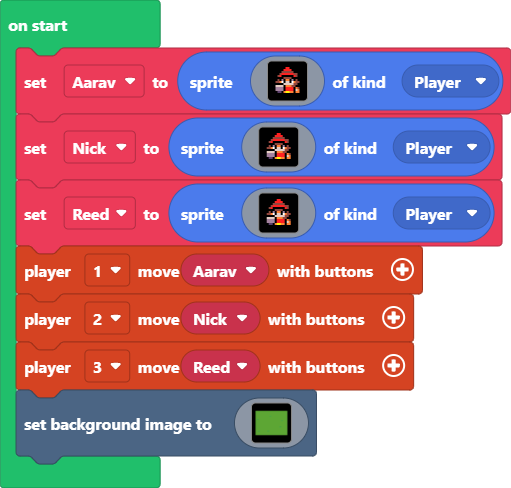 on start
set Aarav to sprite of kind Player
set Nick to sprite of kind Player
set Reed to sprite of kind Player
player 1 move Aarav with buttons
player 2 move Nick with buttons
player 3 move Reed with buttons
set background image to